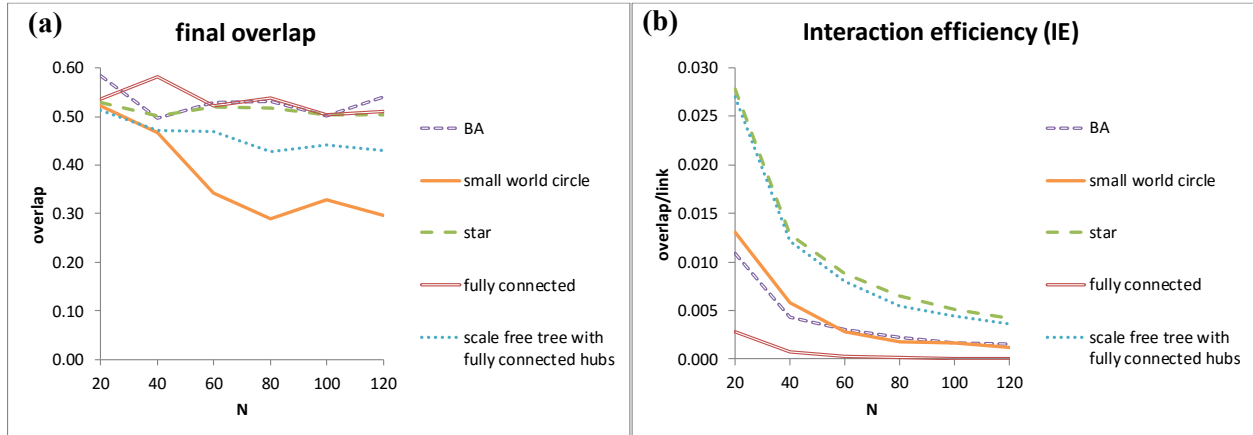 (a)
final overlap
0.60
0.50
0.40
0.30
0.20
0.10
0.00
overlap
20 40 60 80 100 120
N
BA
small world circle
star
fully connected
scale free tree with
fully connected hubs
(b)
Interaction efficiency (IE)
0.030
0.025
0.020
0.015
0.010
0.005
0.000
overlap/link
20 40 60 80 100 120
N
BA
small world circle
star
fully connected
scale free tree with
fully connected hubs